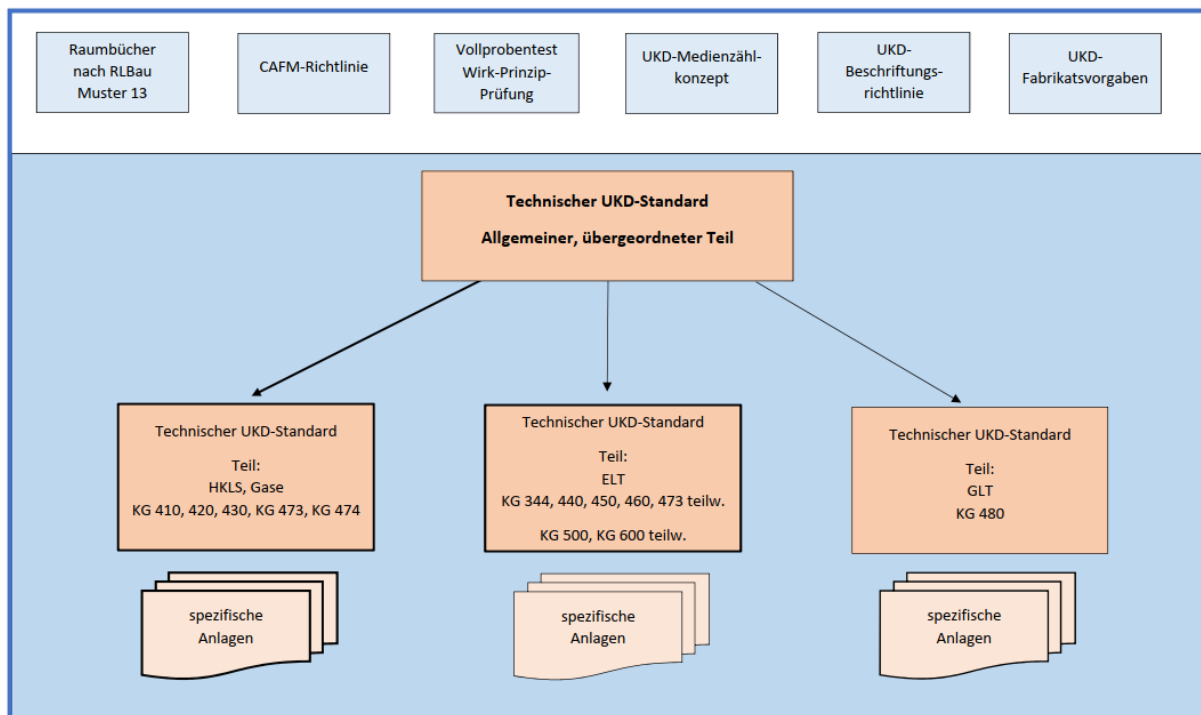 Raumbücher
nach RLBau
Muster 13
CAFM-Richtlinie
Vollprobentest
Wirk-Prinzip-
Prüfung
UKD-Medienzähl-
konzept
UKD-
Beschriftungs-
richtlinie
UKD-
Fabrikatsvorgaben
Technischer UKD-Standard
Allgemeiner, übergeordneter Teil
Technischer UKD-Standard
Teil:
HKLS, Gase
KG 410, 420, 430, KG 473, KG 474
Technischer UKD-Standard
Teil:
ELT
KG 344, 440, 450, 460, 473 teilw.
KG 500, KG 600 teilw.
Technischer UKD-Standard
Teil:
GLT
KG 480
spezifische
Anlagen
spezifische
Anlagen
spezifische
Anlagen